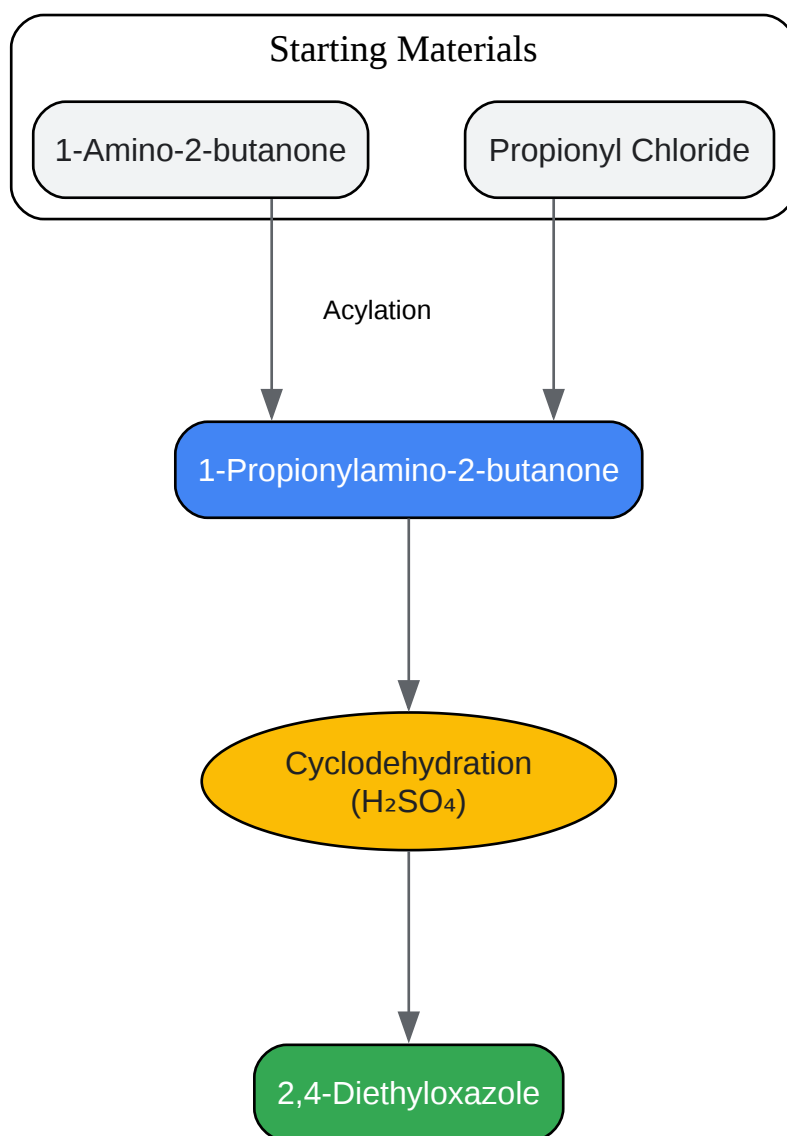 Starting Materials
1-Amino-2-butanone
Propionyl Chloride
Acylation
1-Propionylamino-2-butanone
Cyclodehydration
(H₂SO₄)
2,4-Diethyloxazole